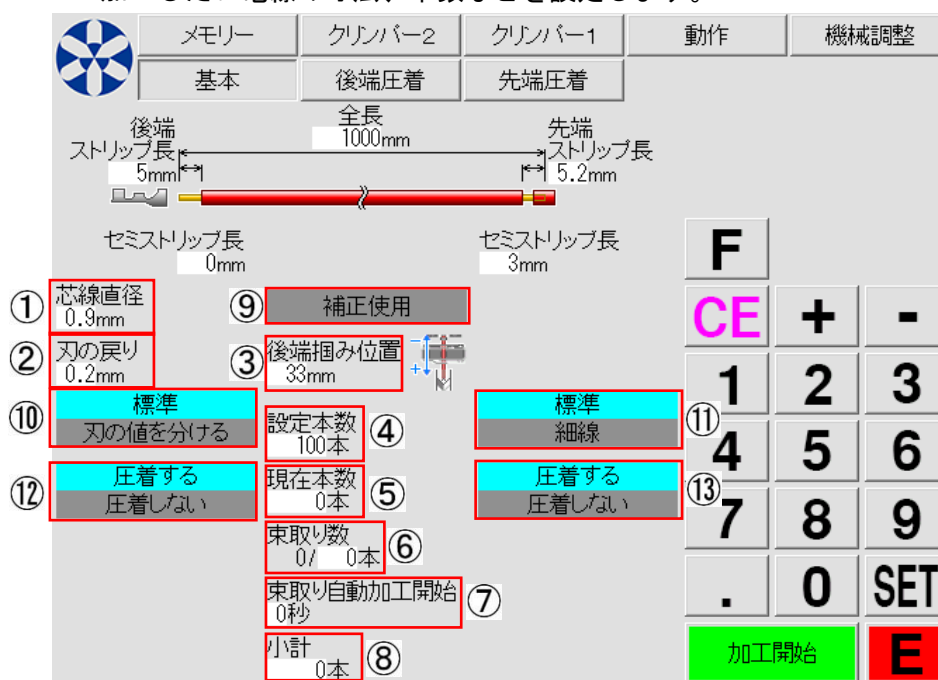 メモリー
クリンパー2
クリンパー1
動作
機械調整
基本
後端圧着
先端圧着
後端
ストリップ長
5mm
全長
1000mm
先端
ストリップ長
5.2mm
セミストリップ長
0mm
セミストリップ長
3mm
① 芯線直径
0.9mm
⑨ 補正使用
② 刃の戻り
0.2mm
③ 後端掴み位置
33mm
-
+
⑩ 標準
刃の値を分ける
設定本数
100本 ④
標準 ⑪
細線
⑫ 圧着する
圧着しない
現在本数
0本 ⑤
圧着する ⑬
圧着しない
束取り数
0/ 0本 ⑥
束取り自動加工開始
0秒 ⑦
小計
0本 ⑧
F
CE + -
1 2 3
4 5 6
7 8 9
. 0 SET
加工開始 E